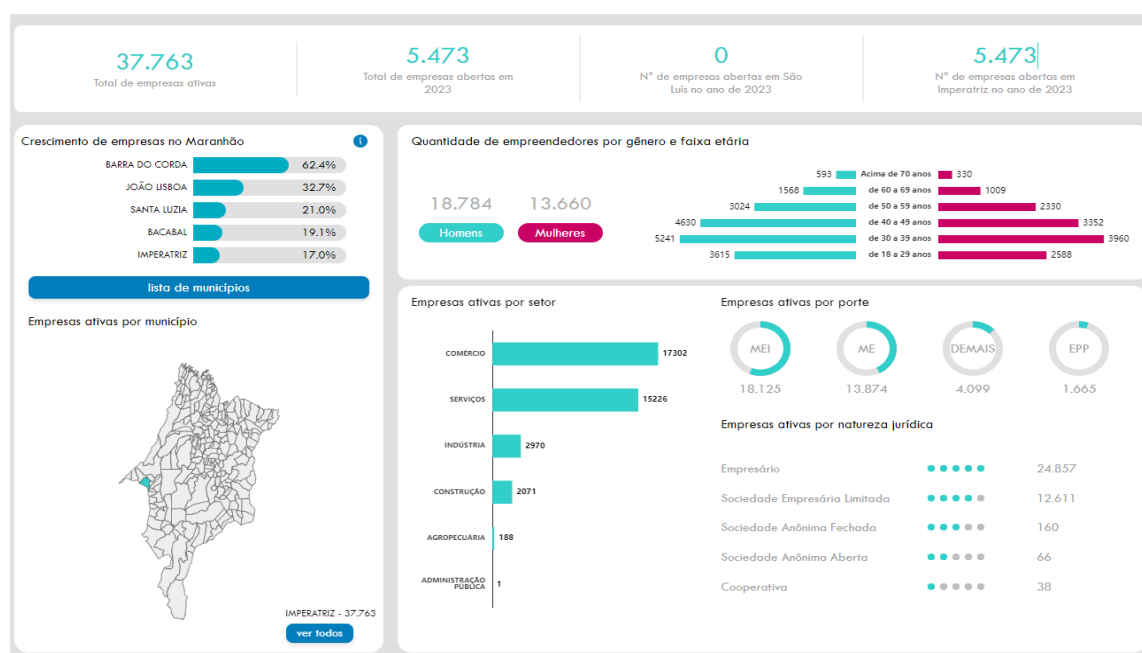 37.763
Total de empresas ativas
5.473
Total de empresas abertas em
2023
0
N° de empresas abertas em São
Luís no ano de 2023
5.473
N° de empresas abertas em
Imperatriz no ano de 2023
Crescimento de empresas no Maranhão
i
BARRA DO CORDA 62.4%
JOÃO LISBOA 32.7%
SANTA LUZIA 21.0%
BACABAL 19.1%
IMPERATRIZ 17.0%
lista de municípios
Empresas ativas por município
IMPERATRIZ - 37.763
ver todos
Quantidade de empreendedores por gênero e faixa etária
18.784 13.660
Homens Mulheres
593 Acima de 70 anos 330
1568 de 60 a 69 anos 1009
3024 de 50 a 59 anos 2330
4630 de 40 a 49 anos 3352
5241 de 30 a 39 anos 3960
3615 de 18 a 29 anos 2588
Empresas ativas por setor
COMÉRCIO 17302
SERVIÇOS 15226
INDÚSTRIA 2970
CONSTRUÇÃO 2071
AGROPECUÁRIA 188
ADMINISTRAÇÃO
PÚBLICA 1
Empresas ativas por porte
MEI ME DEMAIS EPP
18.125 13.874 4.099 1.665
Empresas ativas por natureza jurídica
Empresário 24.857
Sociedade Empresária Limitada 12.611
Sociedade Anônima Fechada 160
Sociedade Anônima Aberta 66
Cooperativa 38